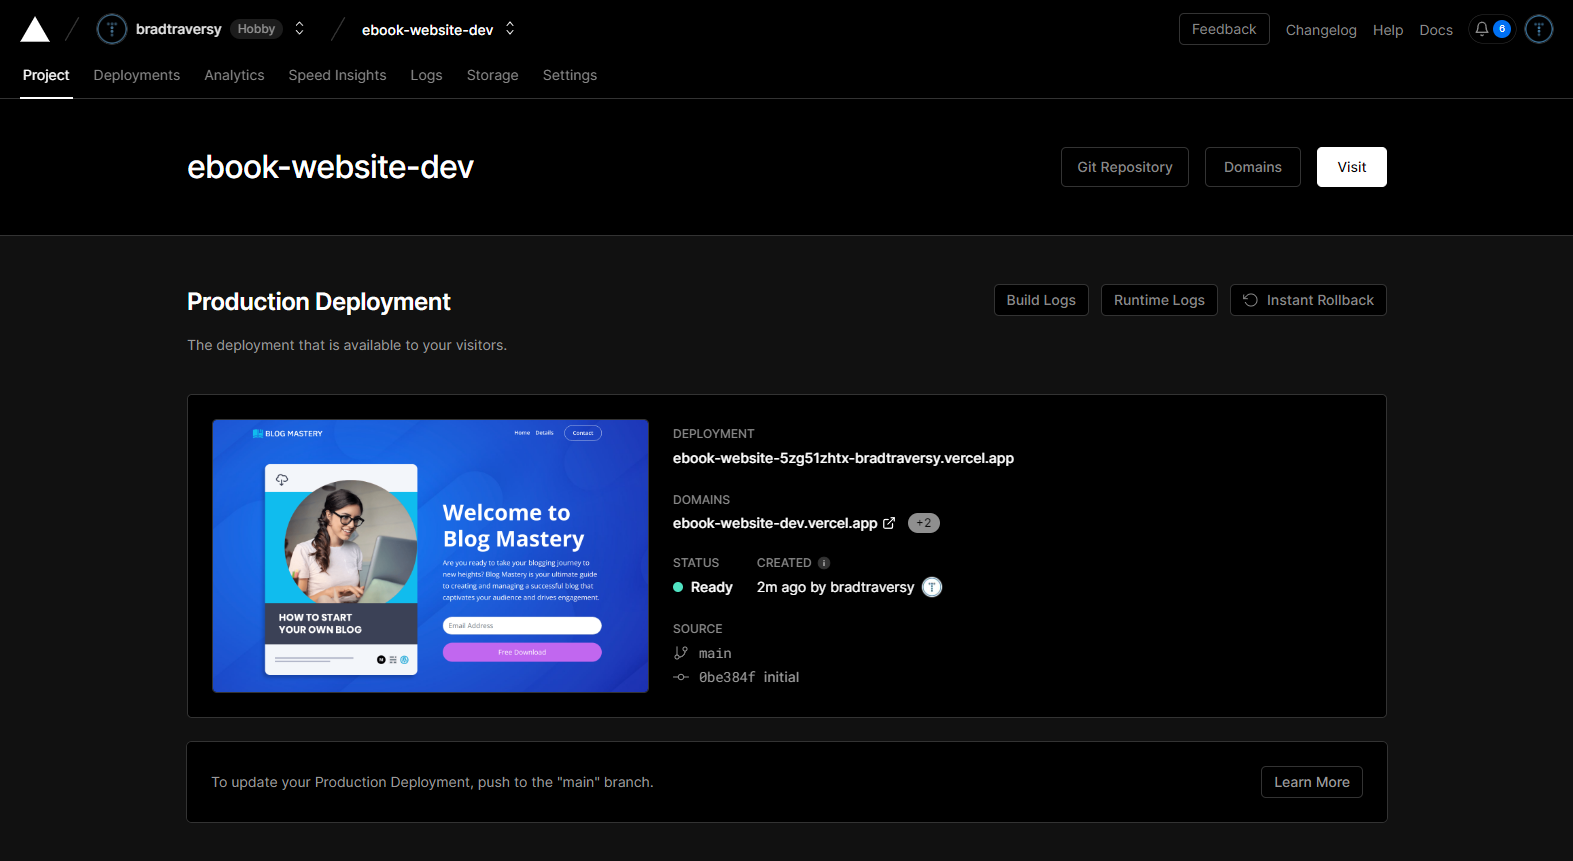 bradtraversy Hobby ebook-website-dev Feedback Changelog Help Docs 6
Project Deployments Analytics Speed Insights Logs Storage Settings
ebook-website-dev Git Repository Domains Visit
Production Deployment Build Logs Runtime Logs Instant Rollback
The deployment that is available to your visitors.
BLOG MASTERY Home Details Contact
HOW TO START
YOUR OWN BLOG
Welcome to
Blog Mastery
Are you ready to take your blogging journey to
new heights? Blog Mastery is your ultimate guide
to creating and managing a successful blog that
captivates your audience and drives engagement.
Email Address
Free Download
DEPLOYMENT
ebook-website-5zg51zhtx-bradtraversy.vercel.app
DOMAINS
ebook-website-dev.vercel.app +2
STATUS CREATED
Ready 2m ago by bradtraversy
SOURCE
main
0be384f initial
To update your Production Deployment, push to the "main" branch. Learn More